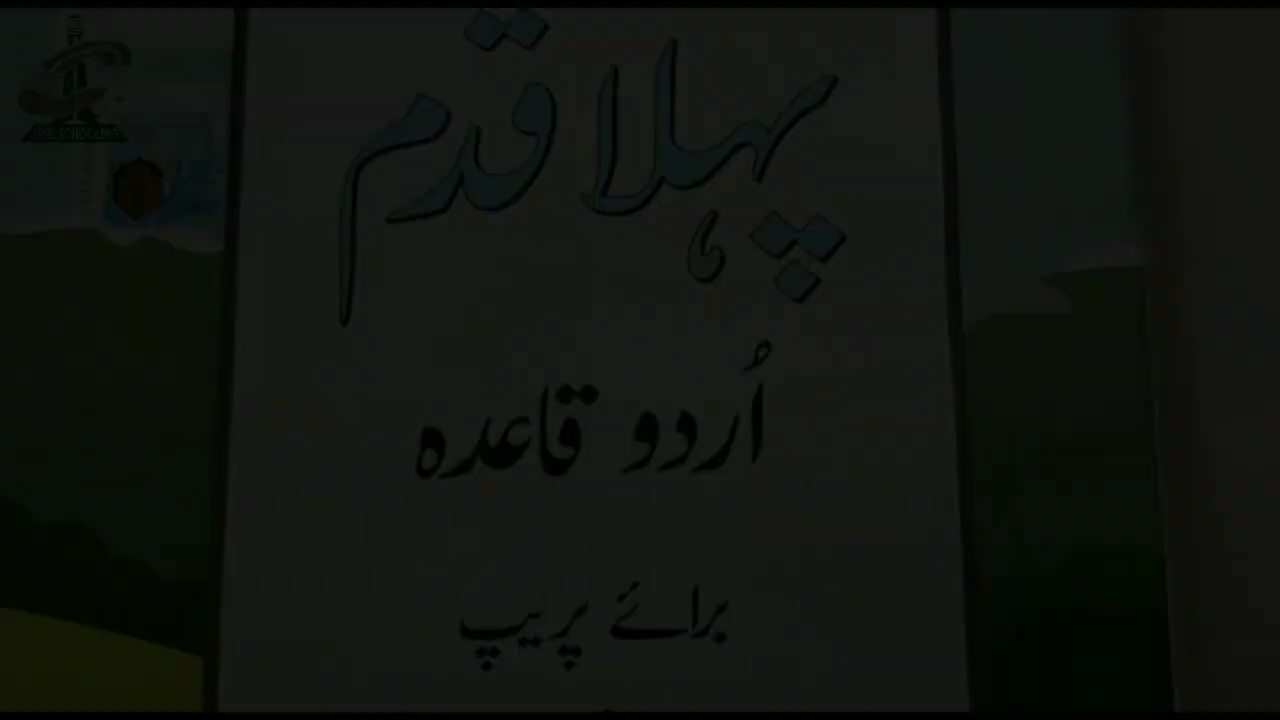 پہلا قدم
اُردو قاعدہ
برائے پریپ